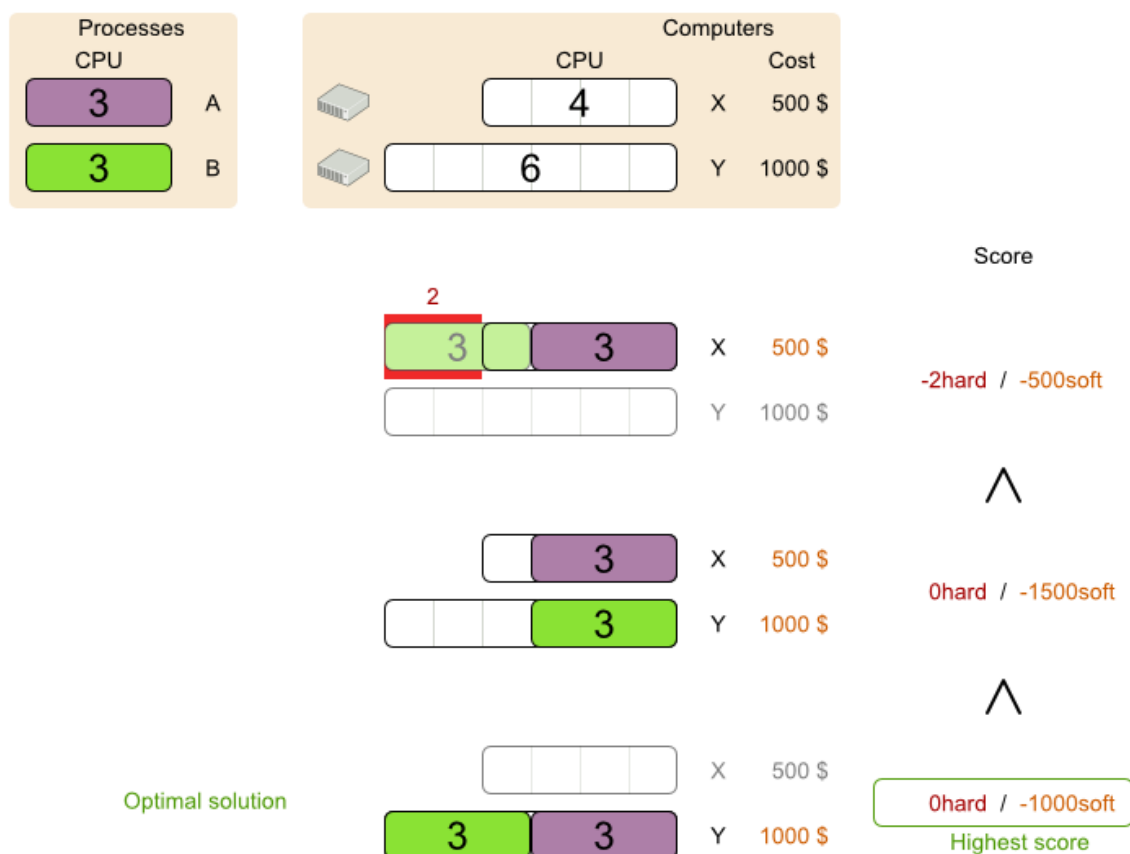 Processes
CPU
3 A
3 B
Computers
CPU Cost
4 X 500 $
6 Y 1000 $
Score
2
3 3 X 500 $
-2hard / -500soft
Y 1000 $
3 X 500 $
0hard / -1500soft
3 Y 1000 $
X 500 $
Optimal solution
0hard / -1000soft
3 3 Y 1000 $
Highest score